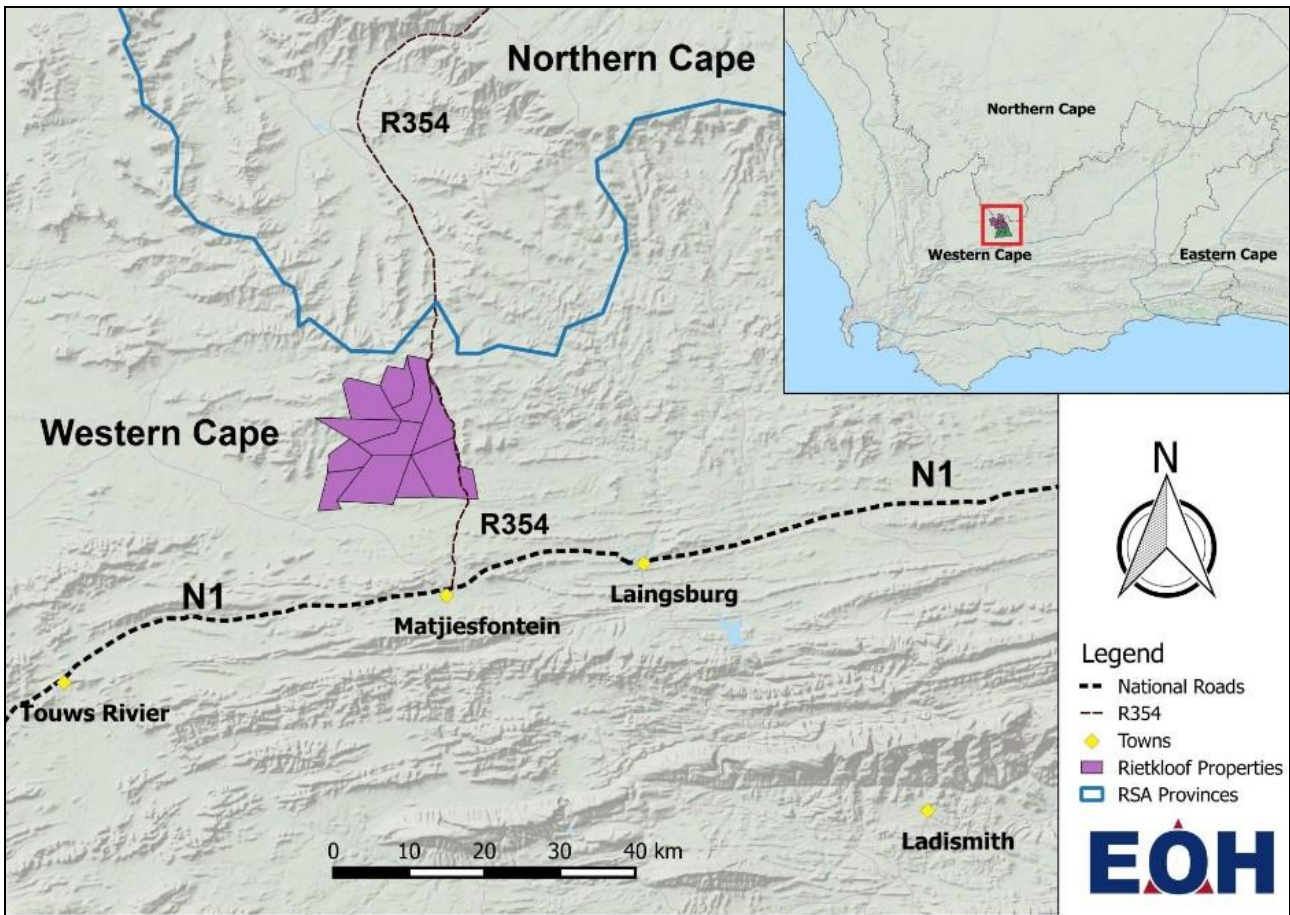 Northern Cape
R354
Western Cape
R354
N1
N1
Laingsburg
Matjiesfontein
Touws Rivier
Ladismith
0 10 20 30 40 km
Northern Cape
Western Cape
Eastern Cape
N
Legend
National Roads
R354
Towns
Rietkloof Properties
RSA Provinces
EOH